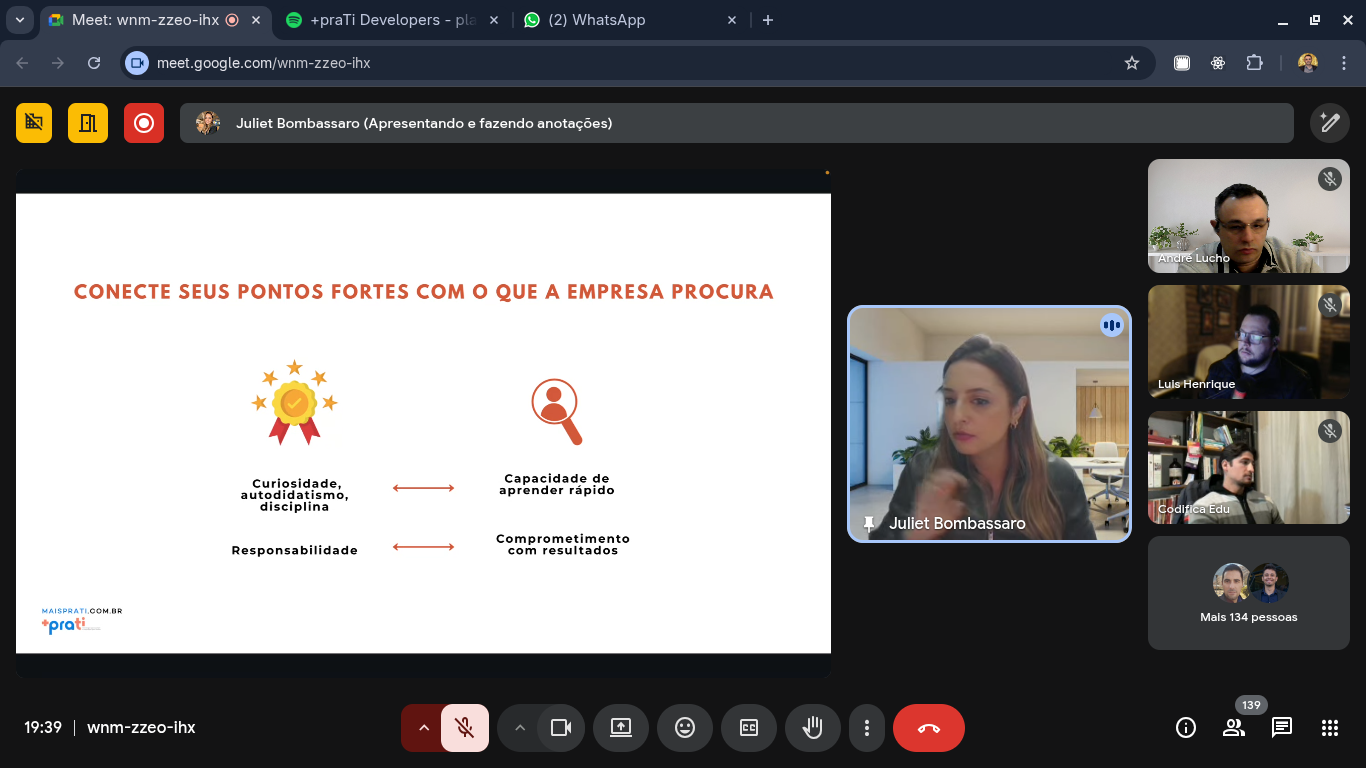 Meet: wnm-zzeo-ihx
+praTi Developers - pla
(2) WhatsApp
meet.google.com/wnm-zzeo-ihx
Juliet Bombassaro (Apresentando e fazendo anotações)
CONECTE SEUS PONTOS FORTES COM O QUE A EMPRESA PROCURA
Curiosidade,
autodidatismo,
disciplina
Capacidade de
aprender rápido
Responsabilidade
Comprometimento
com resultados
MAISPRATI.COM.BR
+prati
Juliet Bombassaro
André Lucho
Luis Henrique
Codifica Edu
Mais 134 pessoas
19:39
wnm-zzeo-ihx
CC
139